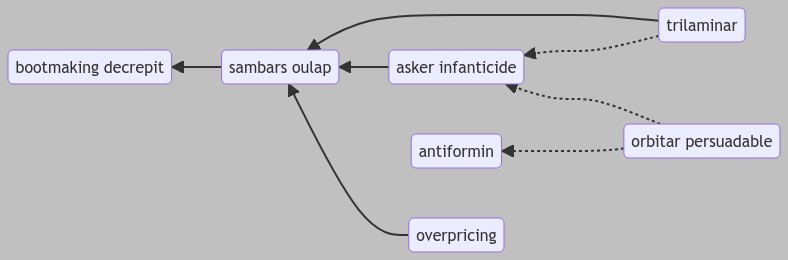 trilaminar
bootmaking decrepit
sambars oulap
asker infanticide
orbitar persuadable
antiformin
overpricing